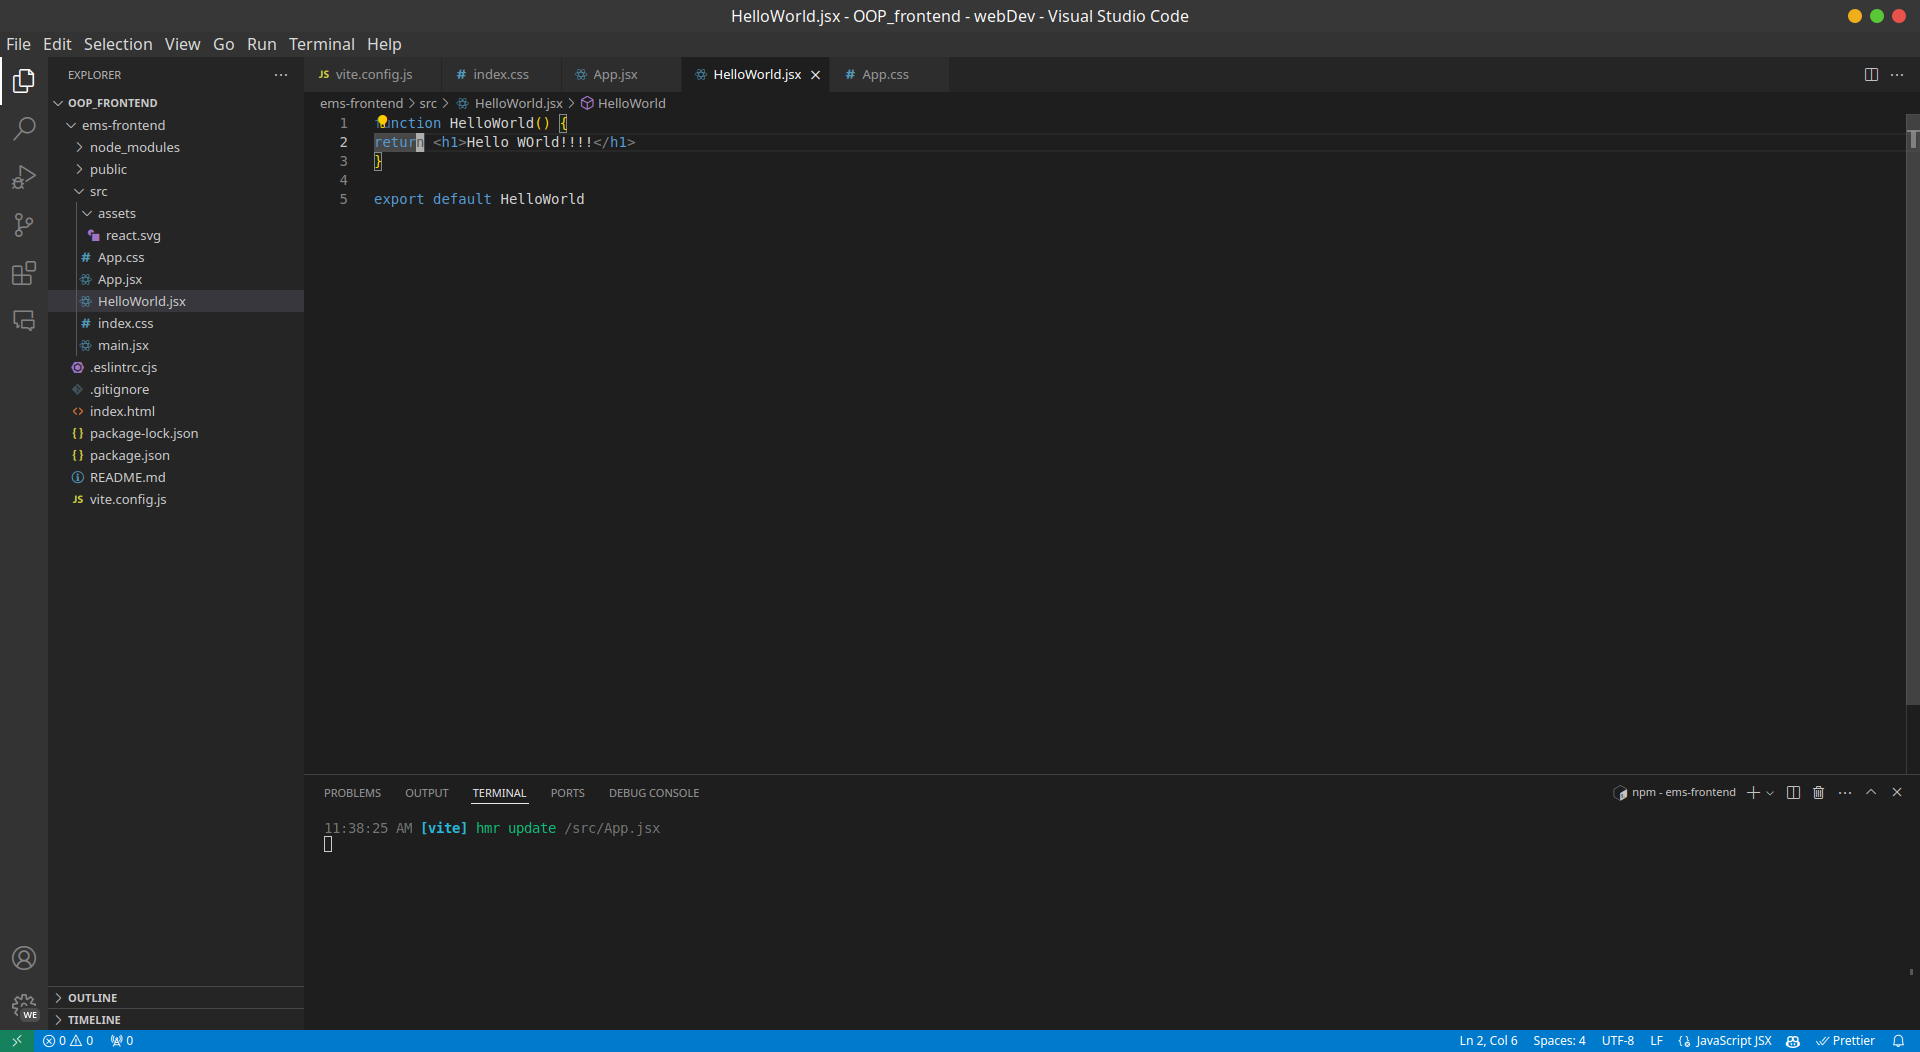 HelloWorld.jsx - OOP_frontend - webDev - Visual Studio Code
File Edit Selection View Go Run Terminal Help
EXPLORER
OOP_FRONTEND
ems-frontend
node_modules
public
src
assets
react.svg
App.css
App.jsx
HelloWorld.jsx
index.css
main.jsx
.eslintrc.cjs
.gitignore
index.html
package-lock.json
package.json
README.md
vite.config.js
OUTLINE
TIMELINE
vite.config.js index.css App.jsx HelloWorld.jsx App.css
ems-frontend > src > HelloWorld.jsx > HelloWorld
1 function HelloWorld() {
2 return <h1>Hello WOrld!!!!</h1>
3 }
4
5 export default HelloWorld
PROBLEMS OUTPUT TERMINAL PORTS DEBUG CONSOLE
npm - ems-frontend
11:38:25 AM [vite] hmr update /src/App.jsx
WE
0 0 0
Ln 2, Col 6 Spaces: 4 UTF-8 LF JavaScript JSX Prettier